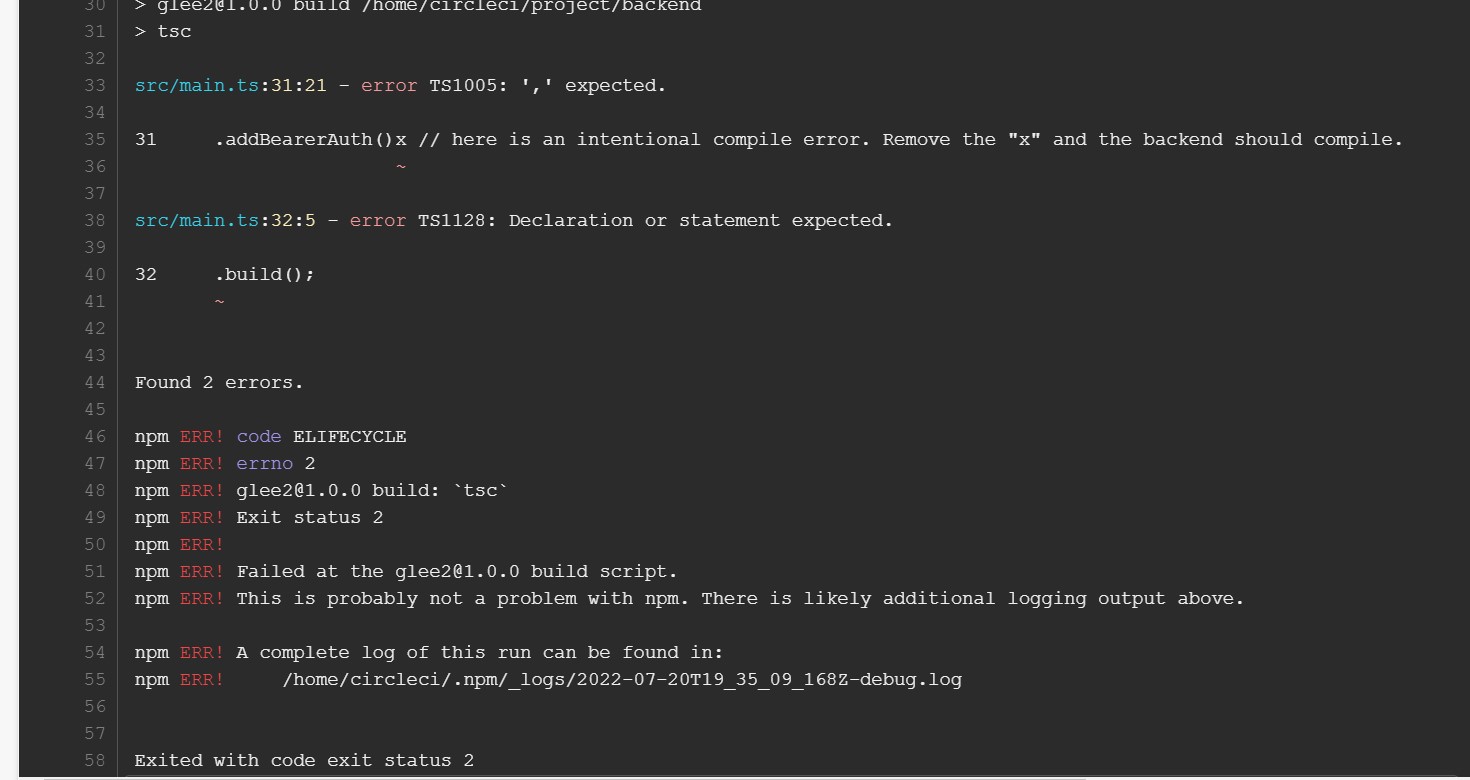 30 > glee2@1.0.0 build /home/circleci/project/backend
31 > tsc
32
33 src/main.ts:31:21 - error TS1005: ',' expected.
34
35 31     .addBearerAuth()x // here is an intentional compile error. Remove the "x" and the backend should compile.
36                        ~
37
38 src/main.ts:32:5 - error TS1128: Declaration or statement expected.
39
40 32     .build();
41        ~
42
43
44 Found 2 errors.
45
46 npm ERR! code ELIFECYCLE
47 npm ERR! errno 2
48 npm ERR! glee2@1.0.0 build: `tsc`
49 npm ERR! Exit status 2
50 npm ERR!
51 npm ERR! Failed at the glee2@1.0.0 build script.
52 npm ERR! This is probably not a problem with npm. There is likely additional logging output above.
53
54 npm ERR! A complete log of this run can be found in:
55 npm ERR!     /home/circleci/.npm/_logs/2022-07-20T19_35_09_168Z-debug.log
56
57
58 Exited with code exit status 2